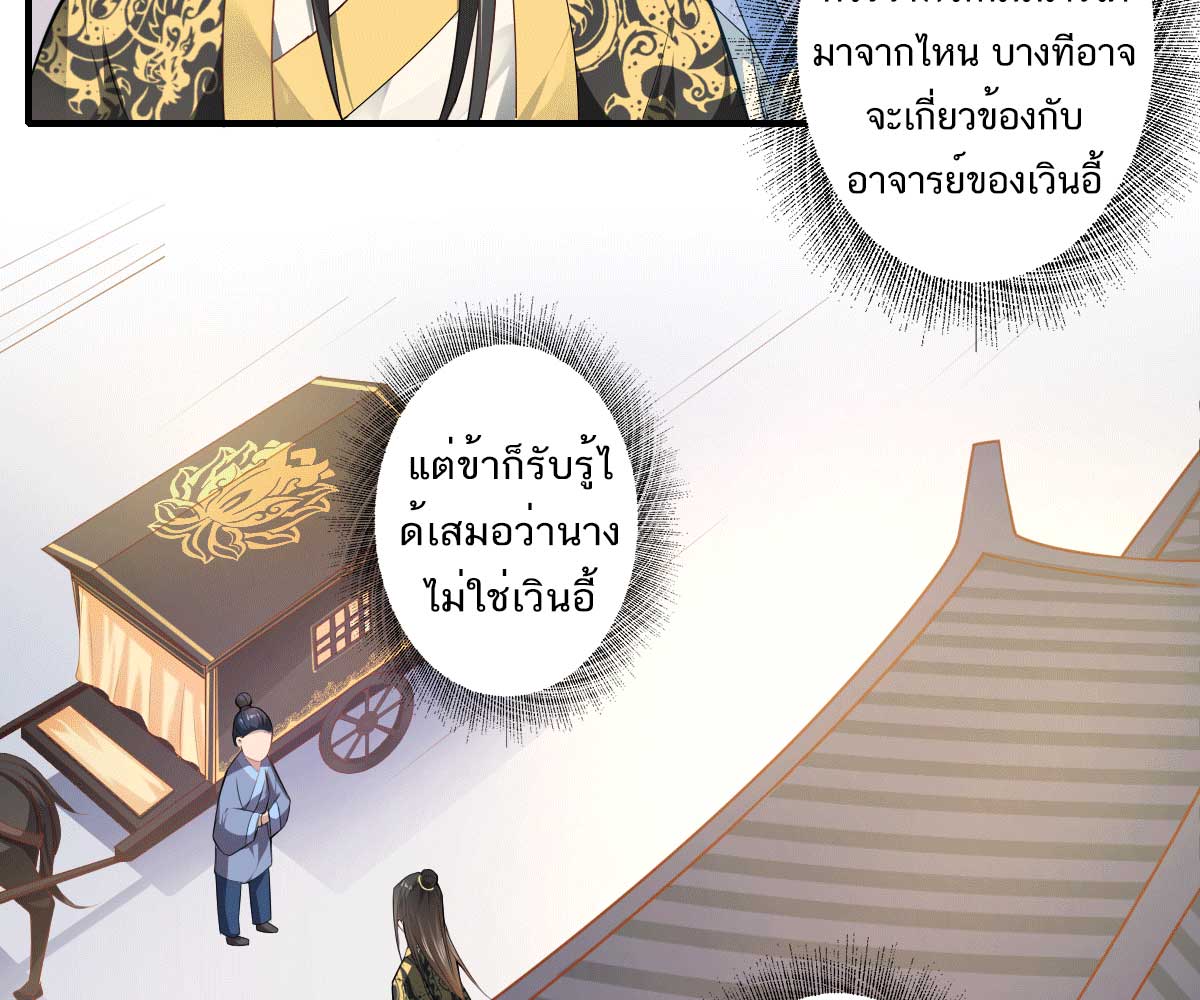 มาจากไหน บางทีอาจ
จะเกี่ยวข้องกับ
อาจารย์ของเวินอี้
แต่ข้าก็รับรู้ไ
ด้เสมอว่านาง
ไม่ใช่เวินอี้